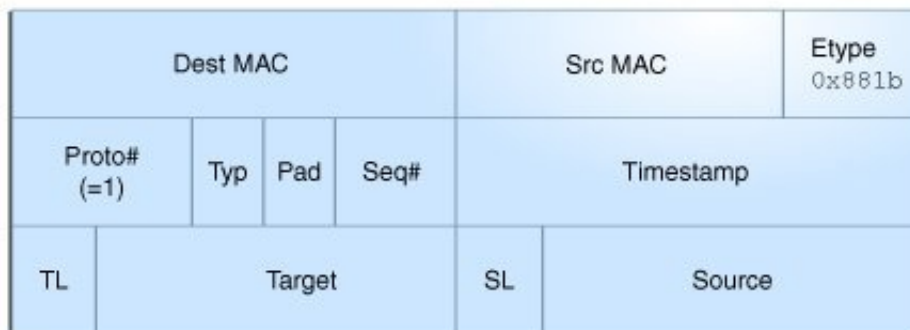 Dest MAC
Src MAC
Etype
0x881b
Proto#
(=1)
Typ
Pad
Seq#
Timestamp
TL
Target
SL
Source